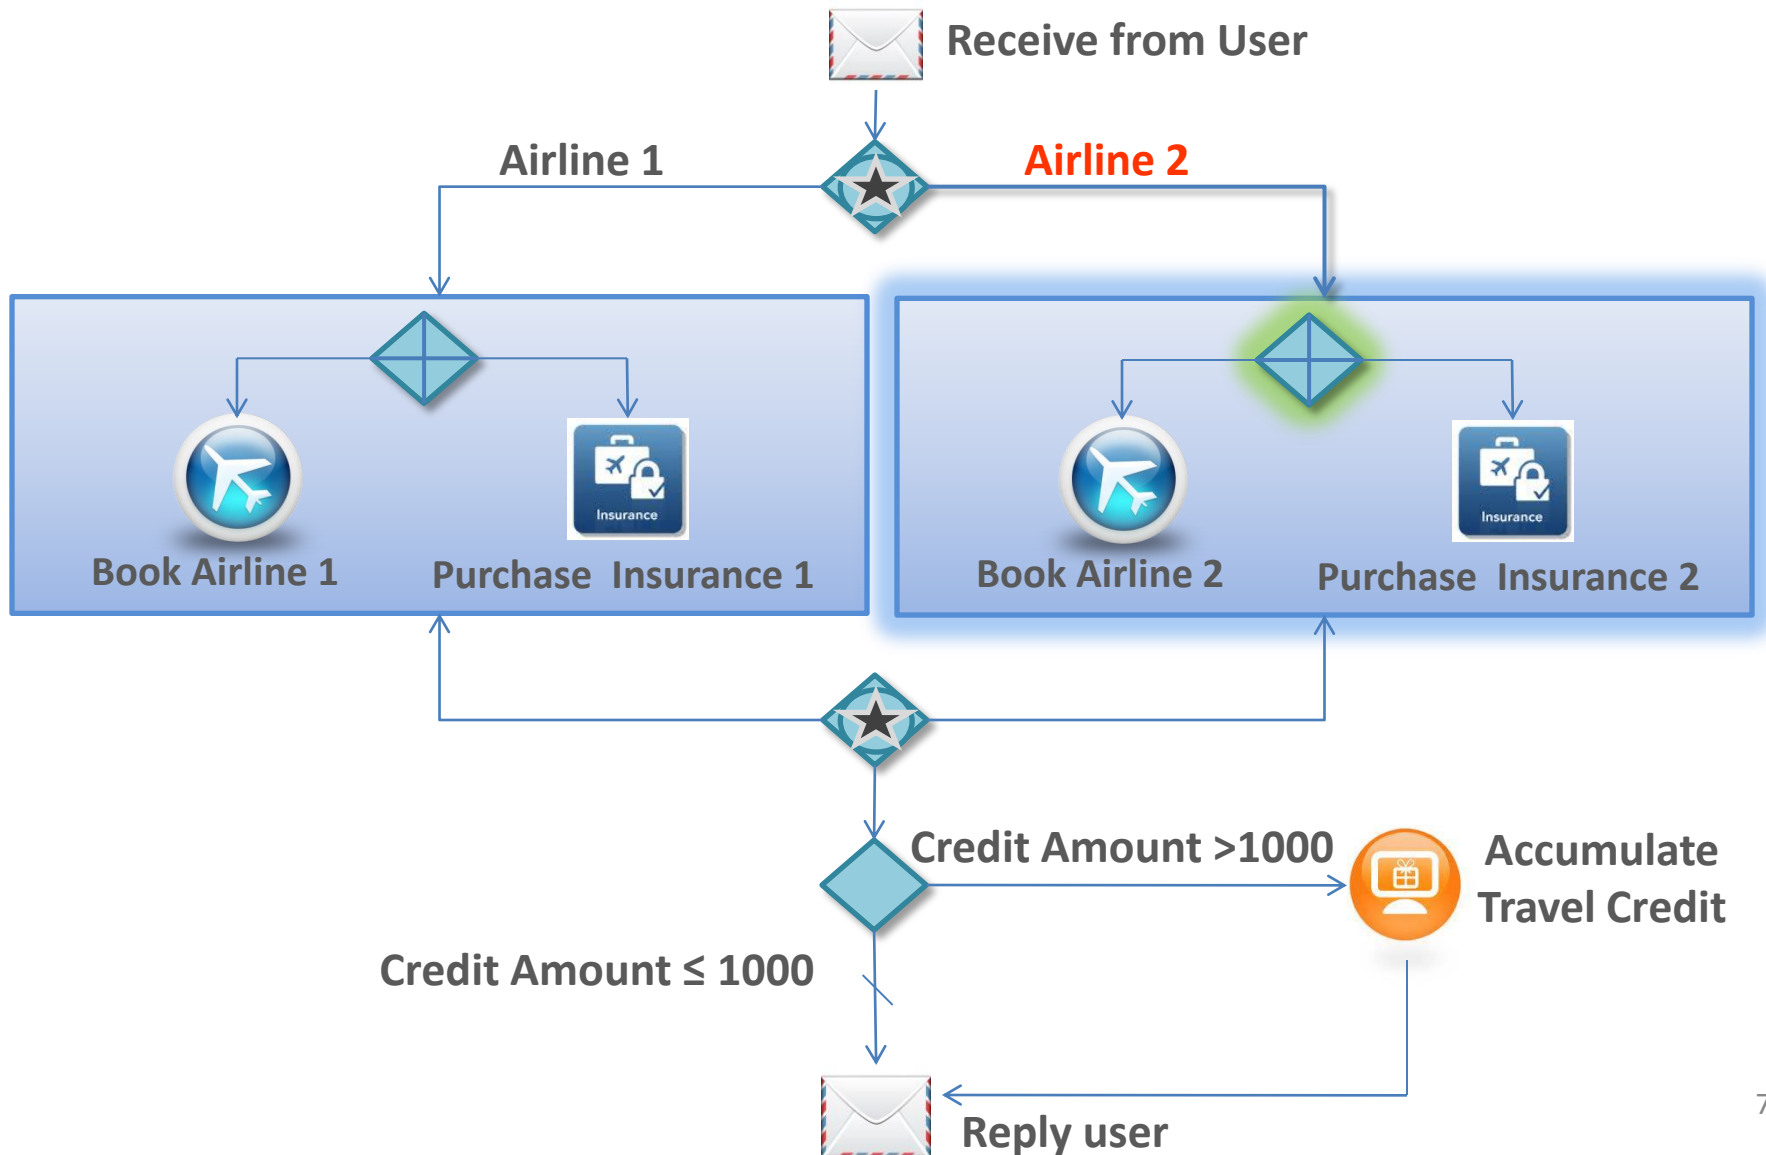 Receive from User
Airline 1
Airline 2
Insurance
Insurance
Book Airline 1
Purchase Insurance 1
Book Airline 2
Purchase Insurance 2
Credit Amount >1000
Accumulate
Travel Credit
Credit Amount ≤ 1000
Reply user
7